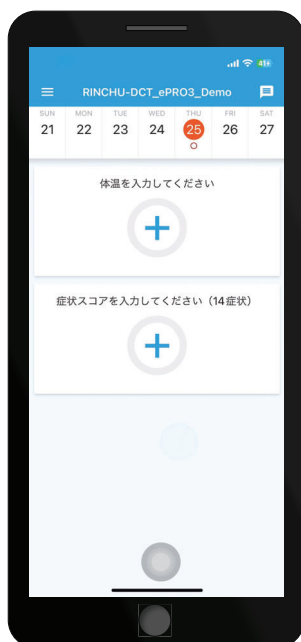 41+
RINCHU-DCT_ePRO3_Demo
SUN MON TUE WED THU FRI SAT
21 22 23 24 25 26 27
体温を入力してください
症状スコアを入力してください（14症状）